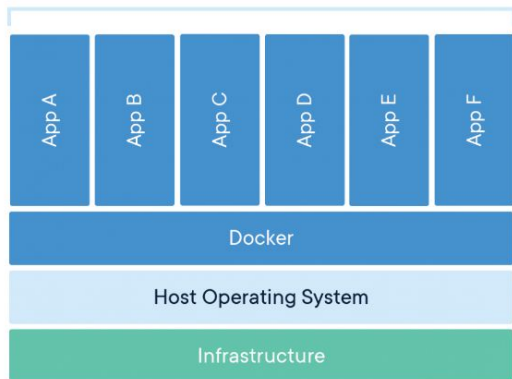 App A
App B
App C
App D
App E
App F
Docker
Host Operating System
Infrastructure